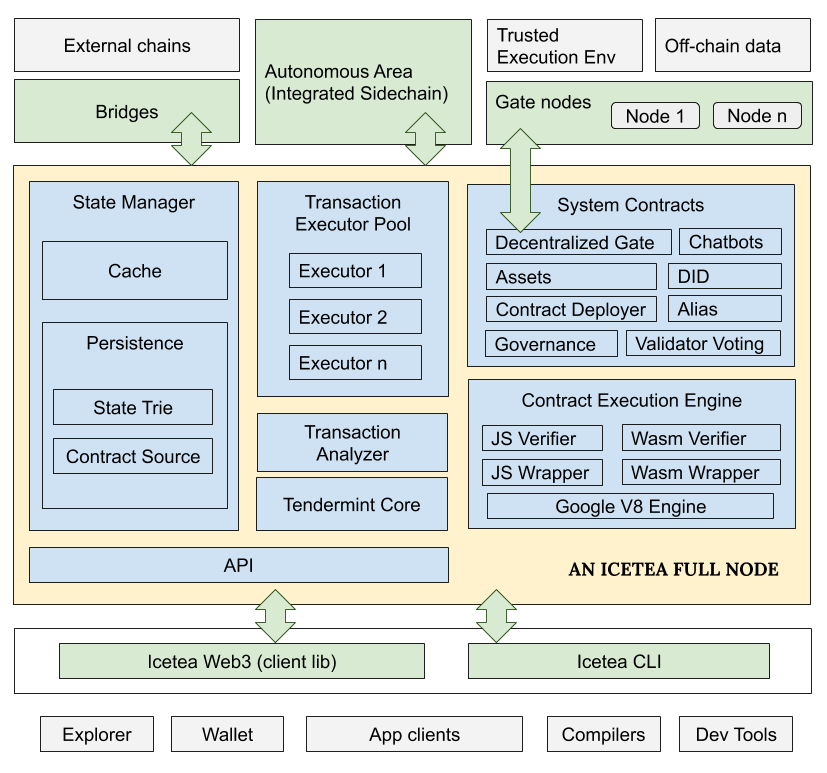 External chains
Bridges
Autonomous Area
(Integrated Sidechain)
Trusted
Execution Env
Off-chain data
Gate nodes
Node 1
Node n
State Manager
Cache
Persistence
State Trie
Contract Source
Transaction
Executor Pool
Executor 1
Executor 2
Executor n
Transaction
Analyzer
Tendermint Core
System Contracts
Decentralized Gate
Chatbots
Assets
DID
Contract Deployer
Alias
Governance
Validator Voting
Contract Execution Engine
JS Verifier
Wasm Verifier
JS Wrapper
Wasm Wrapper
Google V8 Engine
API
AN ICETEA FULL NODE
Icetea Web3 (client lib)
Icetea CLI
Explorer
Wallet
App clients
Compilers
Dev Tools